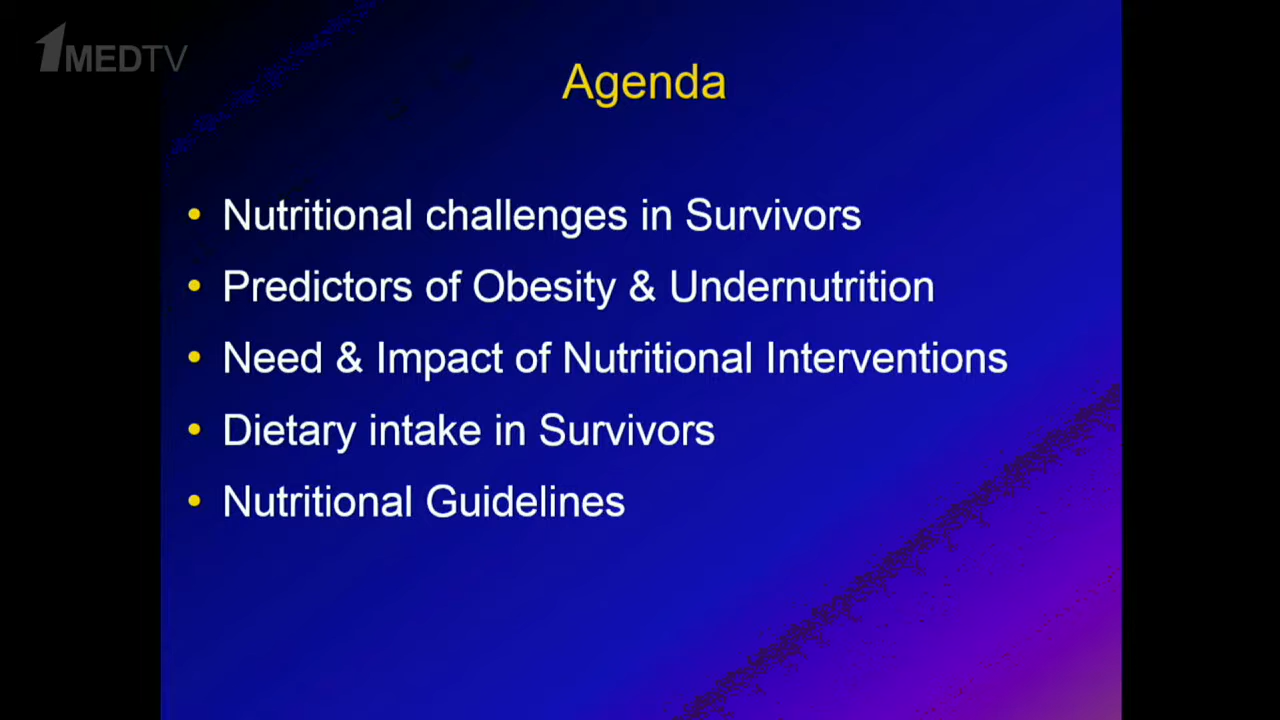 1MEDTV
Agenda
• Nutritional challenges in Survivors
• Predictors of Obesity & Undernutrition
• Need & Impact of Nutritional Interventions
• Dietary intake in Survivors
• Nutritional Guidelines